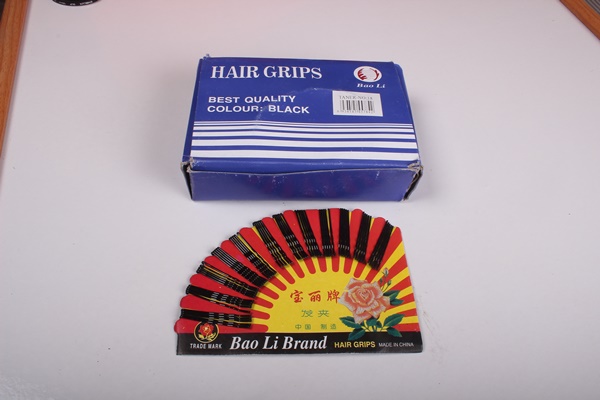 HAIR GRIPS
Bao Li
BEST QUALITY
COLOUR: BLACK
宝丽牌
发夹
中国 制造
TRADE MARK
Bao Li Brand
HAIR GRIPS
MADE IN CHINA